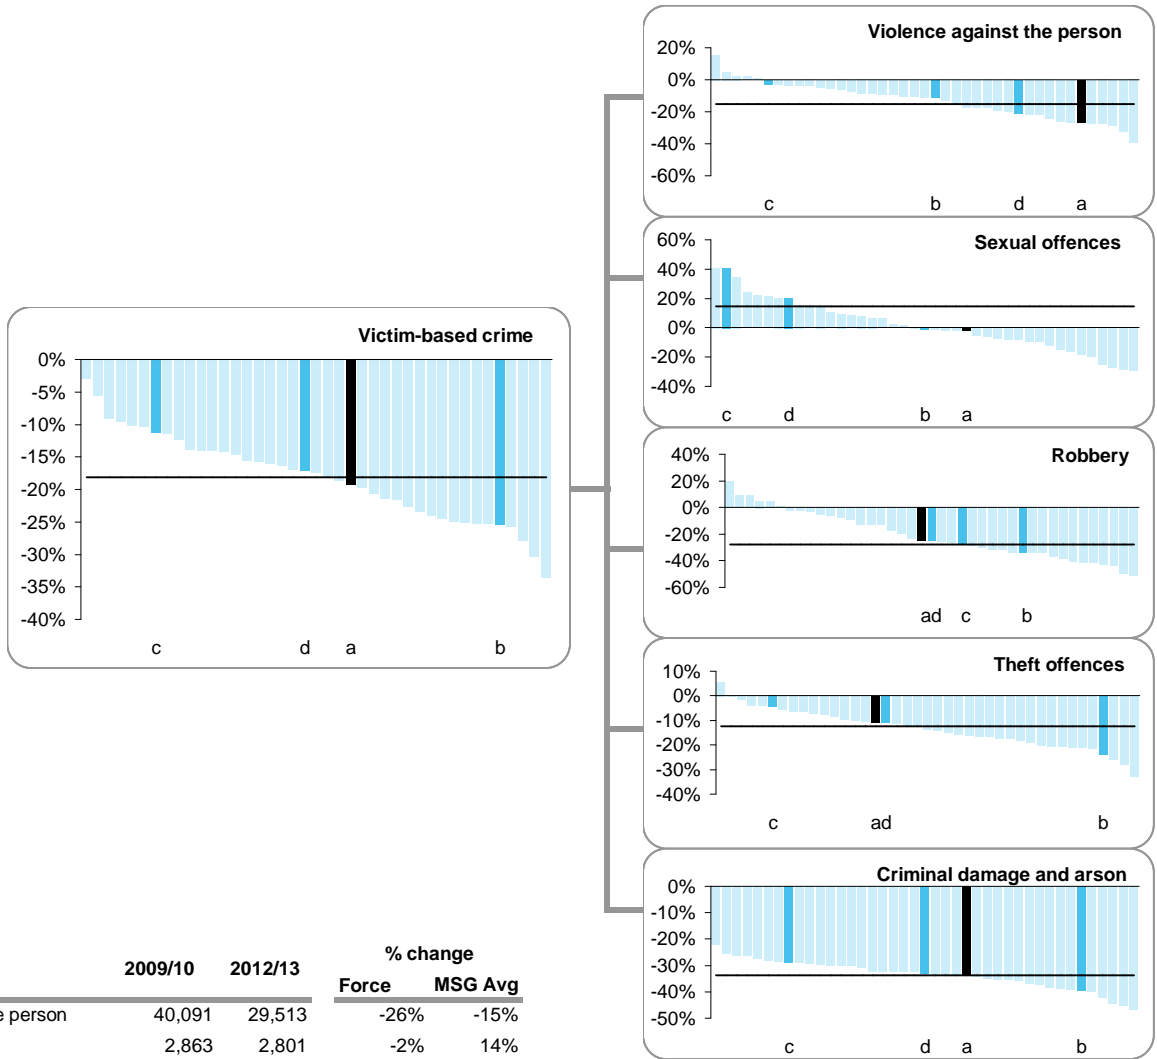 Violence against the person
20%
0%
-20%
-40%
-60%
c b d a
Sexual offences
60%
40%
20%
0%
-20%
-40%
c d b a
Victim-based crime
0%
-5%
-10%
-15%
-20%
-25%
-30%
-35%
-40%
c d a b
Robbery
40%
20%
0%
-20%
-40%
-60%
ad c b
Theft offences
10%
0%
-10%
-20%
-30%
-40%
c ad b
Criminal damage and arson
0%
-10%
-20%
-30%
-40%
-50%
c d a b
% change
2009/10 2012/13
Force MSG Avg
e person 40,091 29,513 -26% -15%
2,863 2,801 -2% 14%